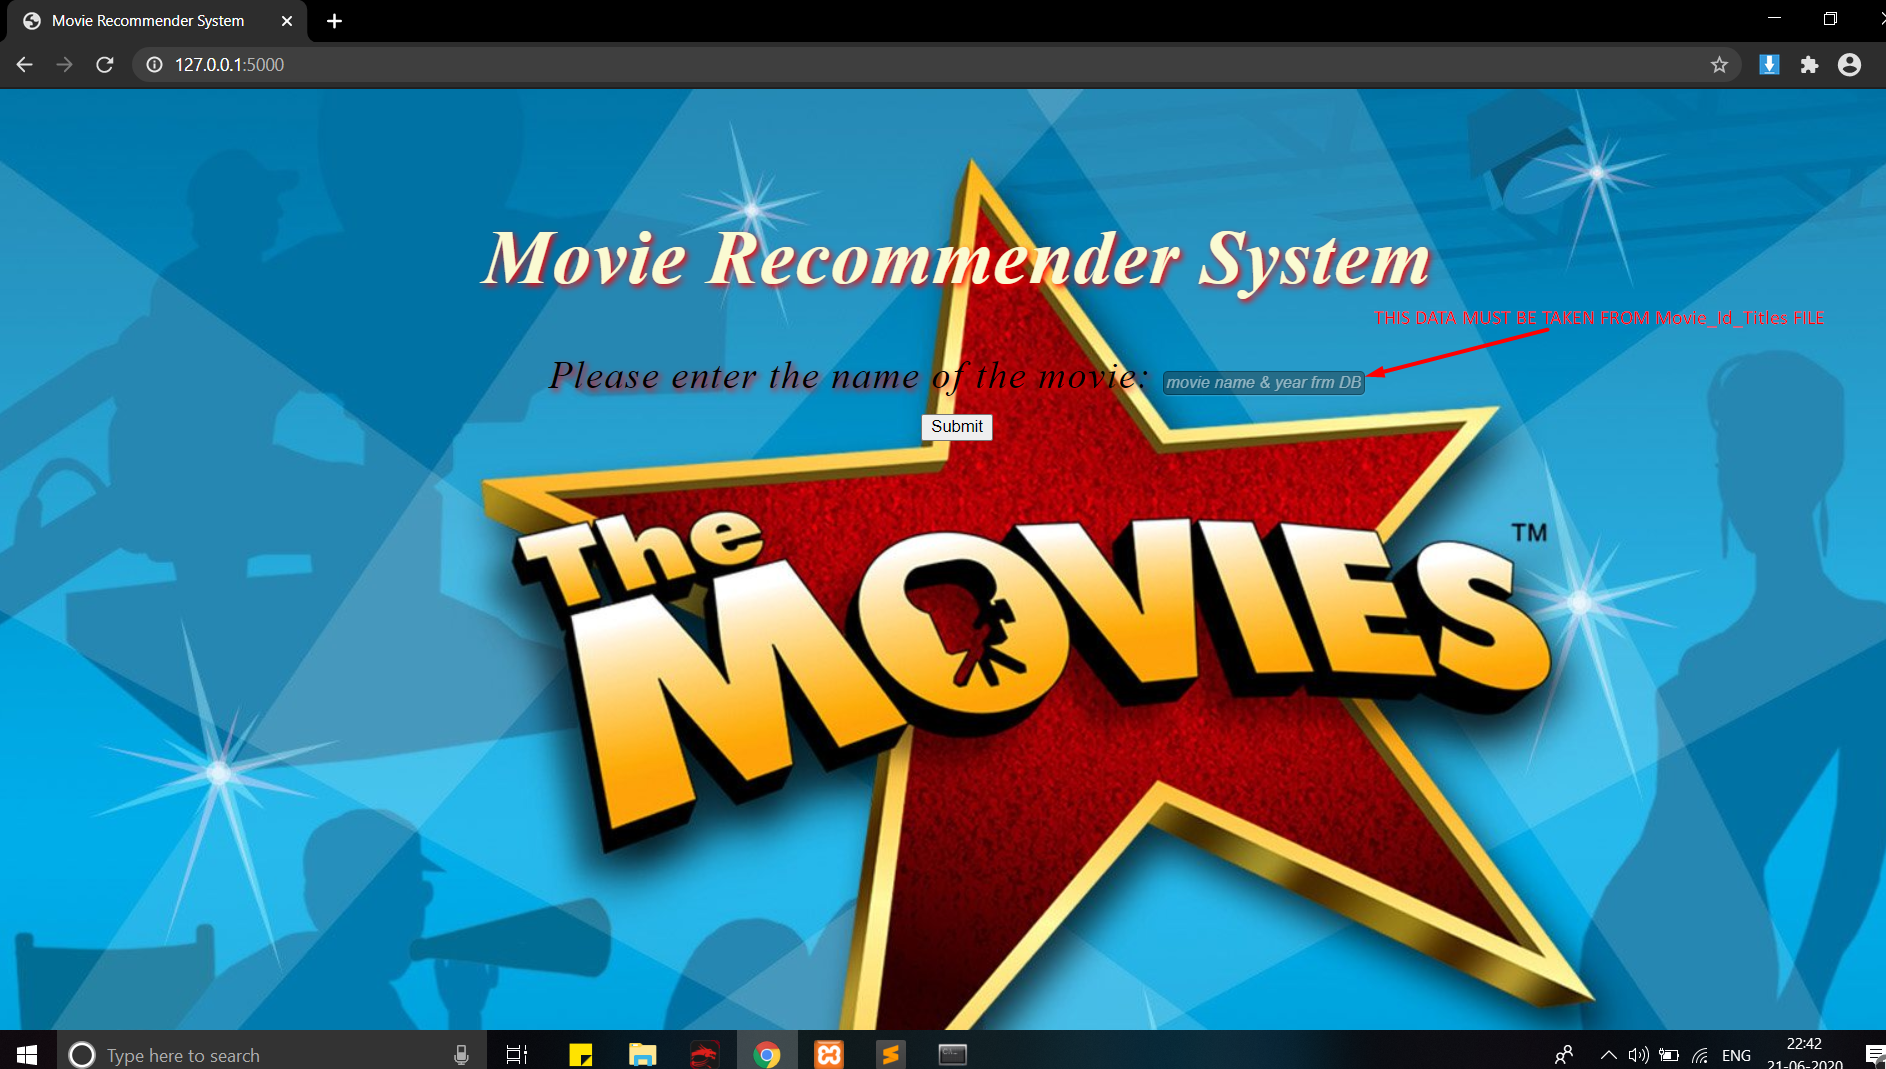 Movie Recommender System
127.0.0.1:5000
Movie Recommender System
THIS DATA MUST BE TAKEN FROM Movie_Id_Titles FILE
Please enter the name of the movie: movie name & year frm DB
Submit
The
MOVIES TM
Type here to search
ENG
22:42
21-06-2020